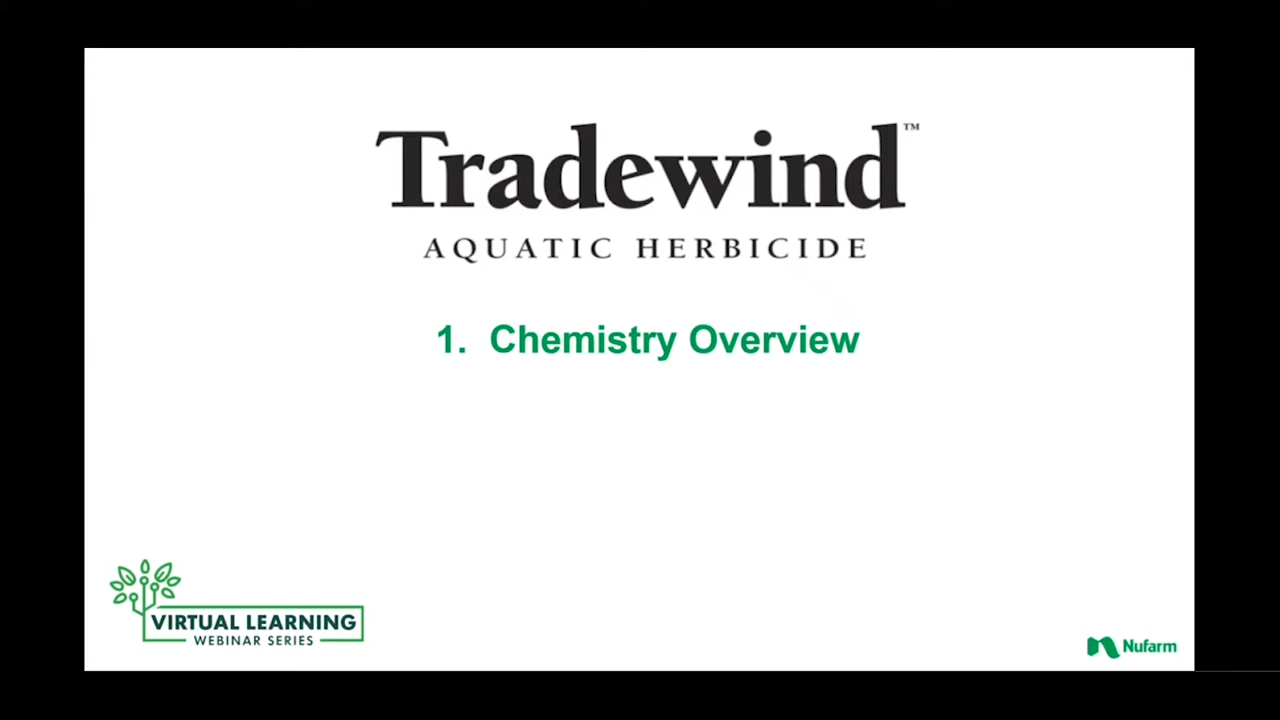 Tradewind™
AQUATIC HERBICIDE
1. Chemistry Overview
VIRTUAL LEARNING
WEBINAR SERIES
Nufarm